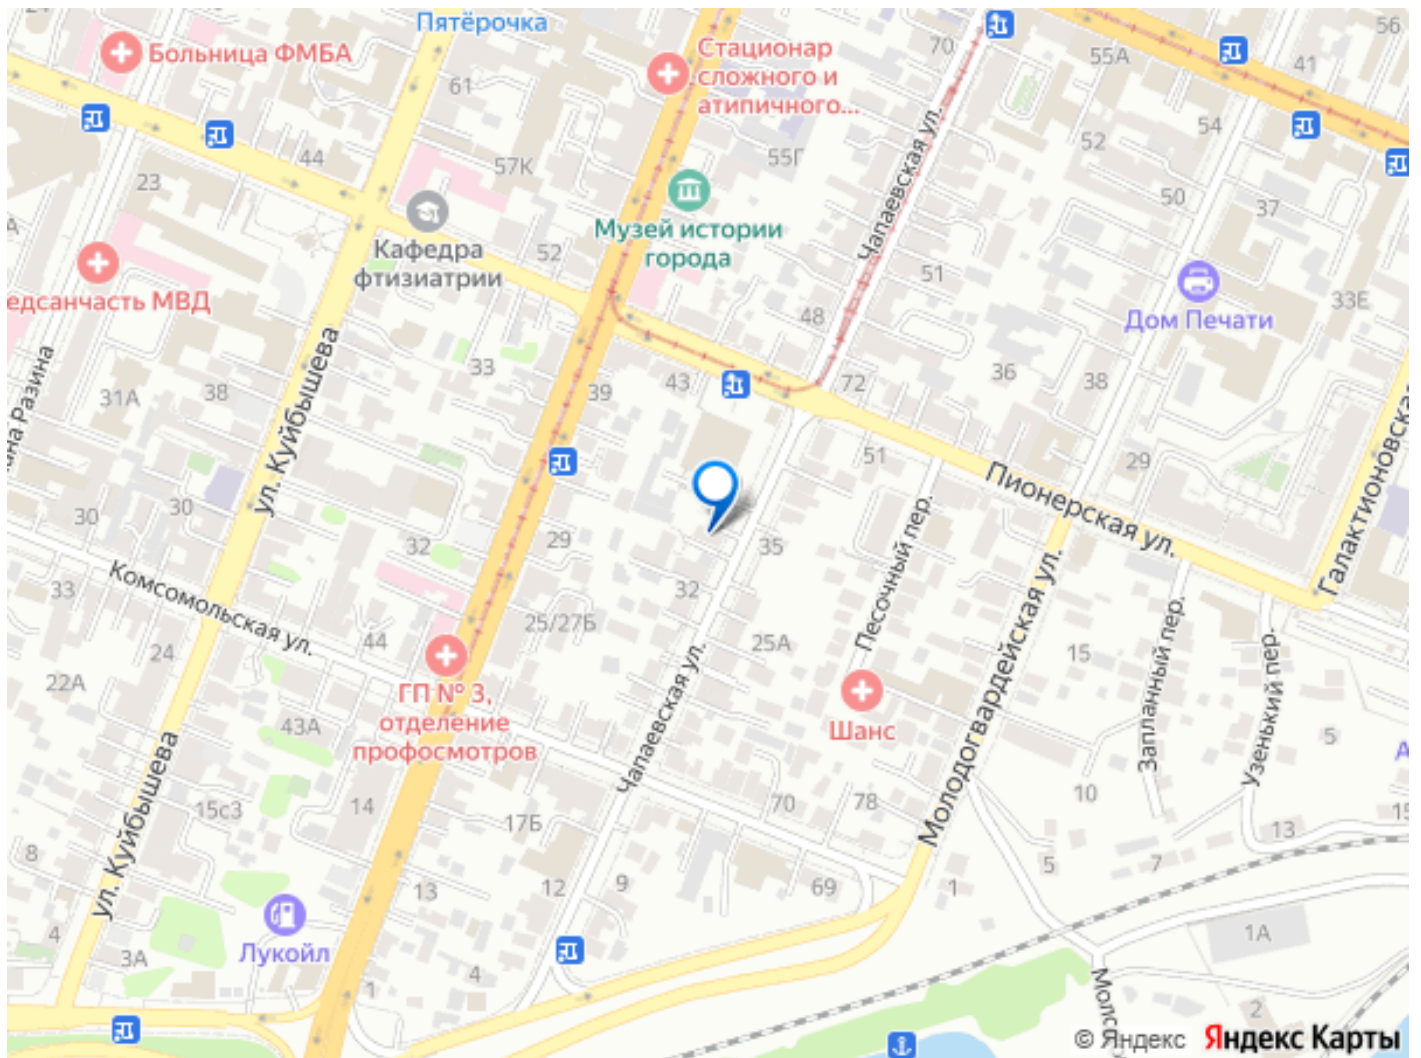 Пятёрочка
Больница ФМБА
Стационар
сложного и
атипичного...
70
55А
56
41
61
44
57К
55Г
52
54
23
50
37
Чапаевская ул.
Музей истории
города
Кафедра
фтизиатрии
52
51
едсанчасть МВД
48
Дом Печати
33Е
33
39
43
72
36
38
31А
38
ул. Куйбышева
ана Разина
Галактионовская
51
29
Пионерская ул.
30
30
32
29
35
Песочный пер.
33
Комсомольская ул.
32
25/27Б
25А
44
24
22А
15
Молодогвардейская ул.
Запланный пер.
Узенький пер.
ГП № 3,
отделение
профосмотров
Шанс
43А
5
А
Чапаевская ул.
ул. Куйбышева
15с3
14
17Б
70
78
10
13
15
8
13
12
9
69
1
5
7
Лукойл
4
3А
4
1
1А
2
Молсо
© Яндекс Яндекс Карты